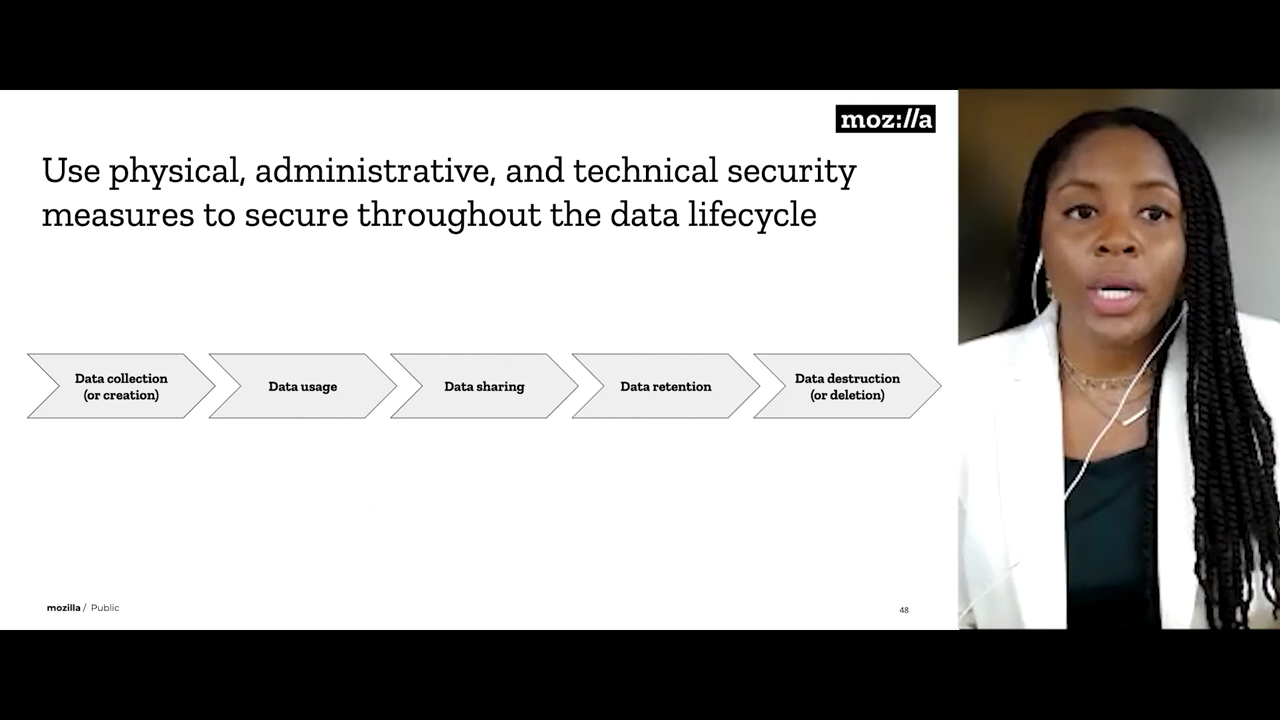 moz://a
Use physical, administrative, and technical security
measures to secure throughout the data lifecycle
Data collection
(or creation)
Data usage
Data sharing
Data retention
Data destruction
(or deletion)
mozilla / Public
48